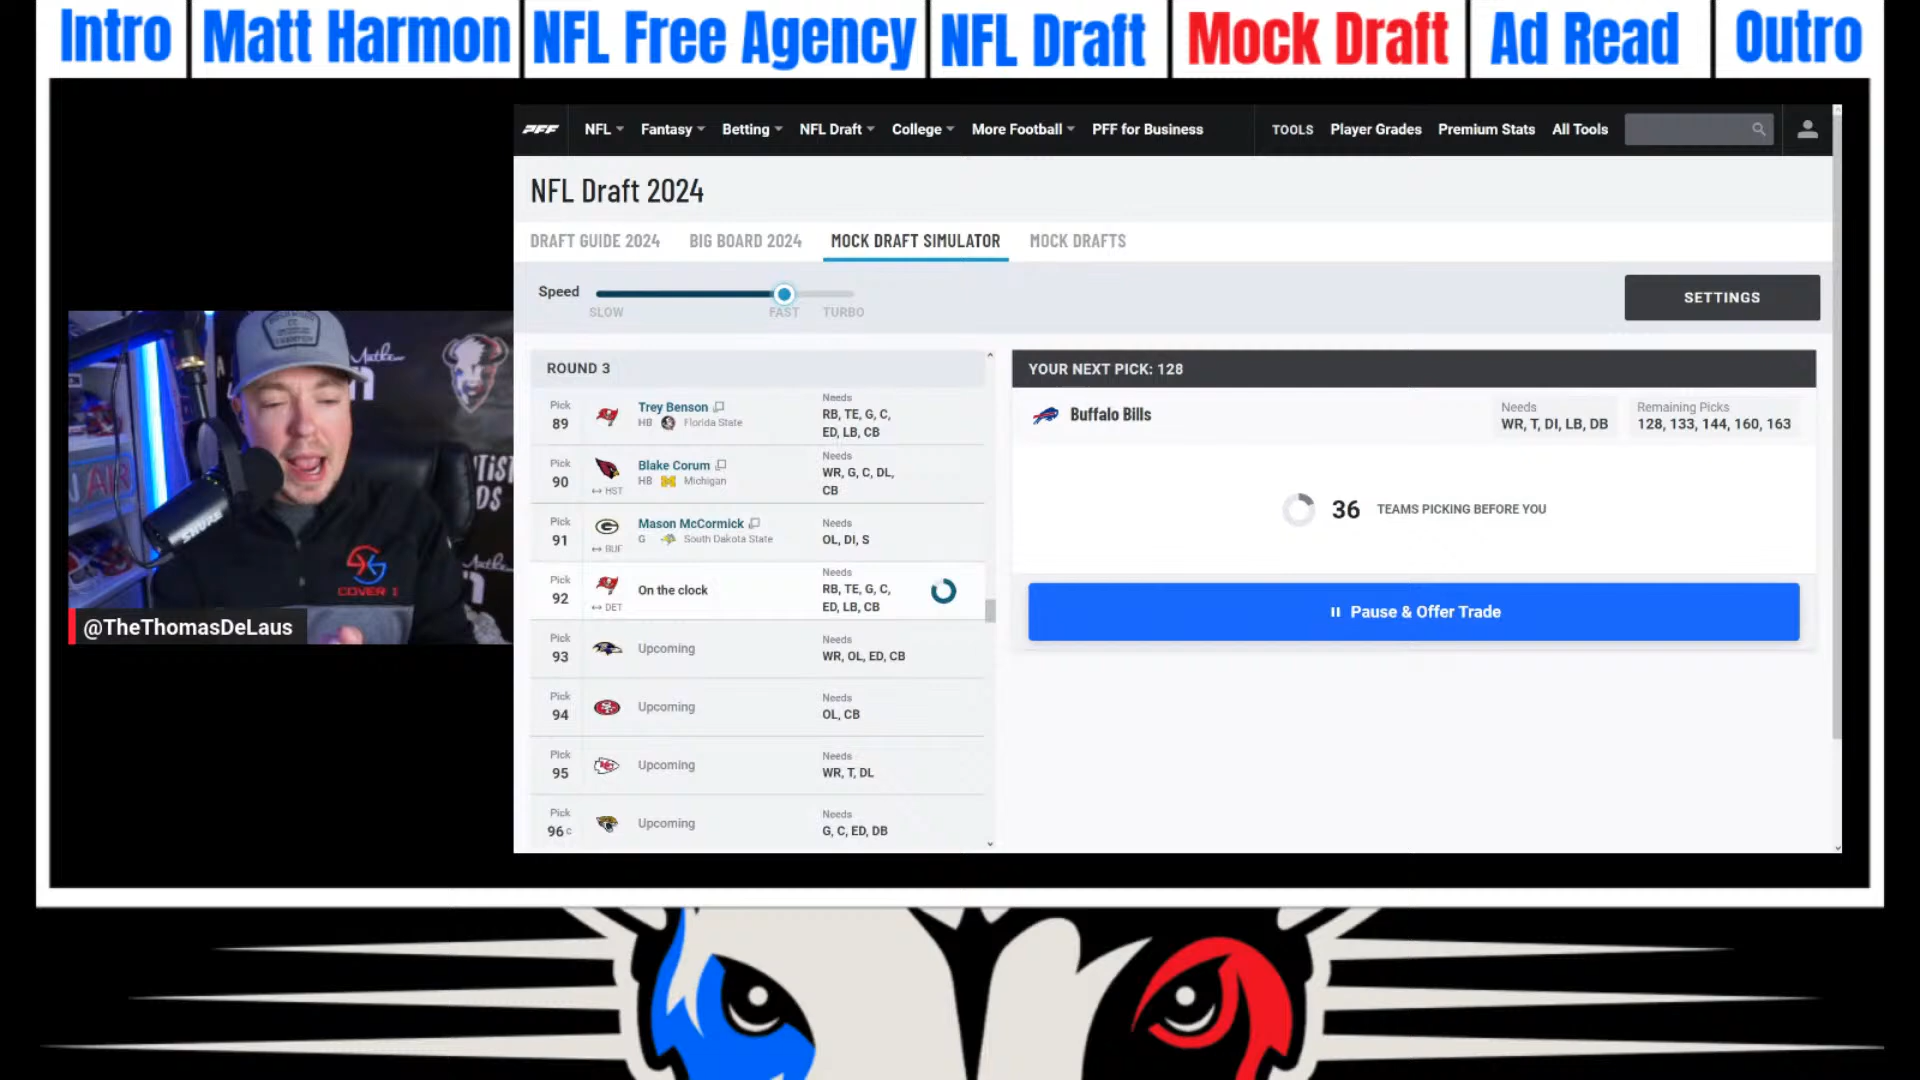 Intro
Matt Harmon
NFL Free Agency
NFL Draft
Mock Draft
Ad Read
Outro
PFF
NFL
Fantasy
Betting
NFL Draft
College
More Football
PFF for Business
TOOLS
Player Grades
Premium Stats
All Tools
NFL Draft 2024
DRAFT GUIDE 2024
BIG BOARD 2024
MOCK DRAFT SIMULATOR
MOCK DRAFTS
Speed
SLOW
FAST
TURBO
SETTINGS
ROUND 3
Pick
89
Trey Benson
HB Florida State
Needs
RB, TE, G, C,
ED, LB, CB
Pick
90
HST
Blake Corum
HB Michigan
Needs
WR, G, C, DL,
CB
Pick
91
BUF
Mason McCormick
G South Dakota State
Needs
OL, DI, S
Pick
92
DET
On the clock
Needs
RB, TE, G, C,
ED, LB, CB
Pick
93
Upcoming
Needs
WR, OL, ED, CB
Pick
94
Upcoming
Needs
OL, CB
Pick
95
Upcoming
Needs
WR, T, DL
Pick
96 C
Upcoming
Needs
G, C, ED, DB
YOUR NEXT PICK: 128
Buffalo Bills
Needs
WR, T, DI, LB, DB
Remaining Picks
128, 133, 144, 160, 163
36 TEAMS PICKING BEFORE YOU
Pause & Offer Trade
SHURE
COVER 1
@TheThomasDeLaus